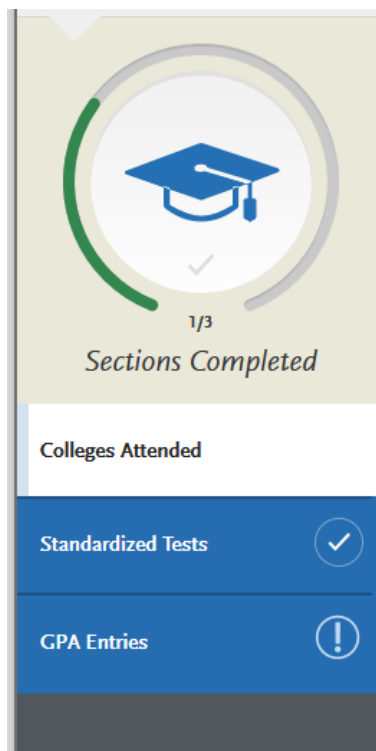 1/3
Sections Completed
Colleges Attended
Standardized Tests
GPA Entries